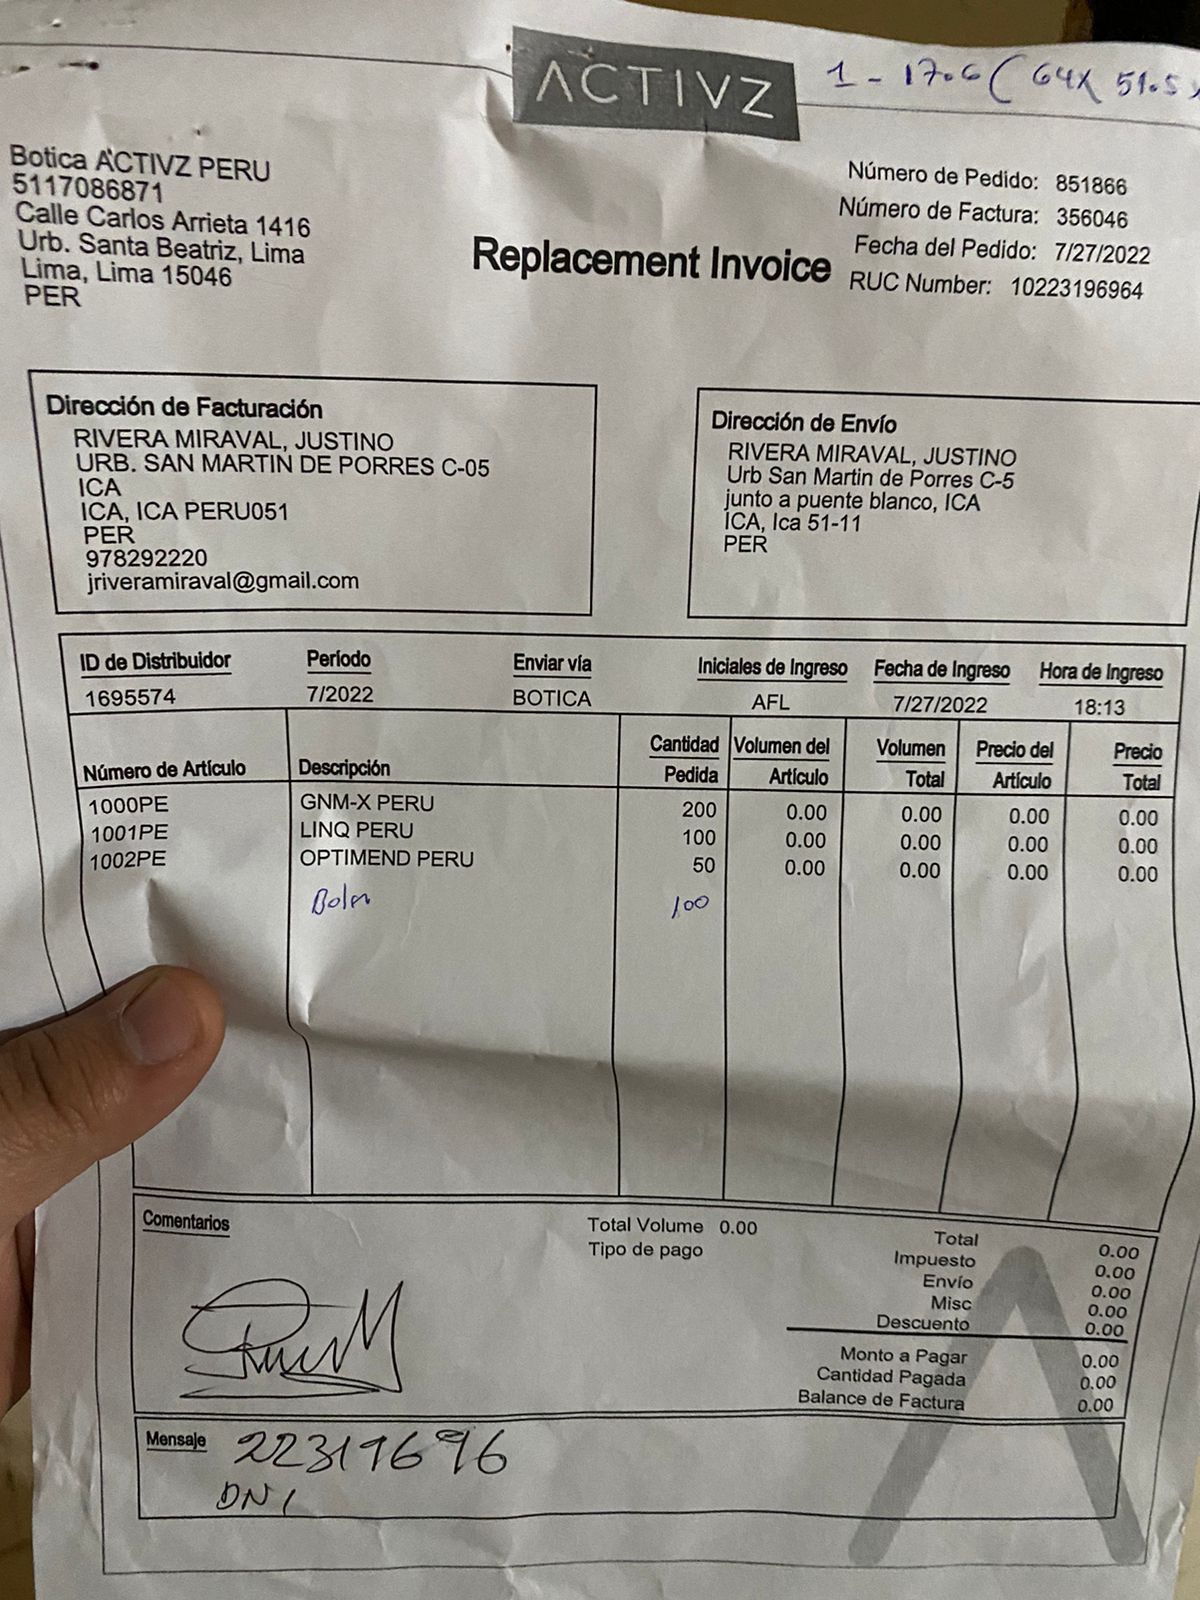 ACTIVZ
1 - 17.6 ( 64x 51.5x
Botica ACTIVZ PERU
5117086871
Calle Carlos Arrieta 1416
Urb. Santa Beatriz, Lima
Lima, Lima 15046
PER
Replacement Invoice
Número de Pedido: 851866
Número de Factura: 356046
Fecha del Pedido: 7/27/2022
RUC Number: 10223196964
Dirección de Facturación
RIVERA MIRAVAL, JUSTINO
URB. SAN MARTIN DE PORRES C-05
ICA
ICA, ICA PERU051
PER
978292220
jriveramiraval@gmail.com
Dirección de Envío
RIVERA MIRAVAL, JUSTINO
Urb San Martin de Porres C-5
junto a puente blanco, ICA
ICA, Ica 51-11
PER
ID de Distribuidor Período Enviar vía Iniciales de Ingreso Fecha de Ingreso Hora de Ingreso
1695574 7/2022 BOTICA AFL 7/27/2022 18:13
Número de Artículo Descripción Cantidad Pedida Volumen del Artículo Volumen Total Precio del Artículo Precio Total
1000PE GNM-X PERU 200 0.00 0.00 0.00 0.00
1001PE LINQ PERU 100 0.00 0.00 0.00 0.00
1002PE OPTIMEND PERU 50 0.00 0.00 0.00 0.00
100
Comentarios
Total Volume 0.00
Tipo de pago
Total 0.00
Impuesto 0.00
Envío 0.00
Misc 0.00
Descuento 0.00
Monto a Pagar 0.00
Cantidad Pagada 0.00
Balance de Factura 0.00
Mensaje 22319696
DNI